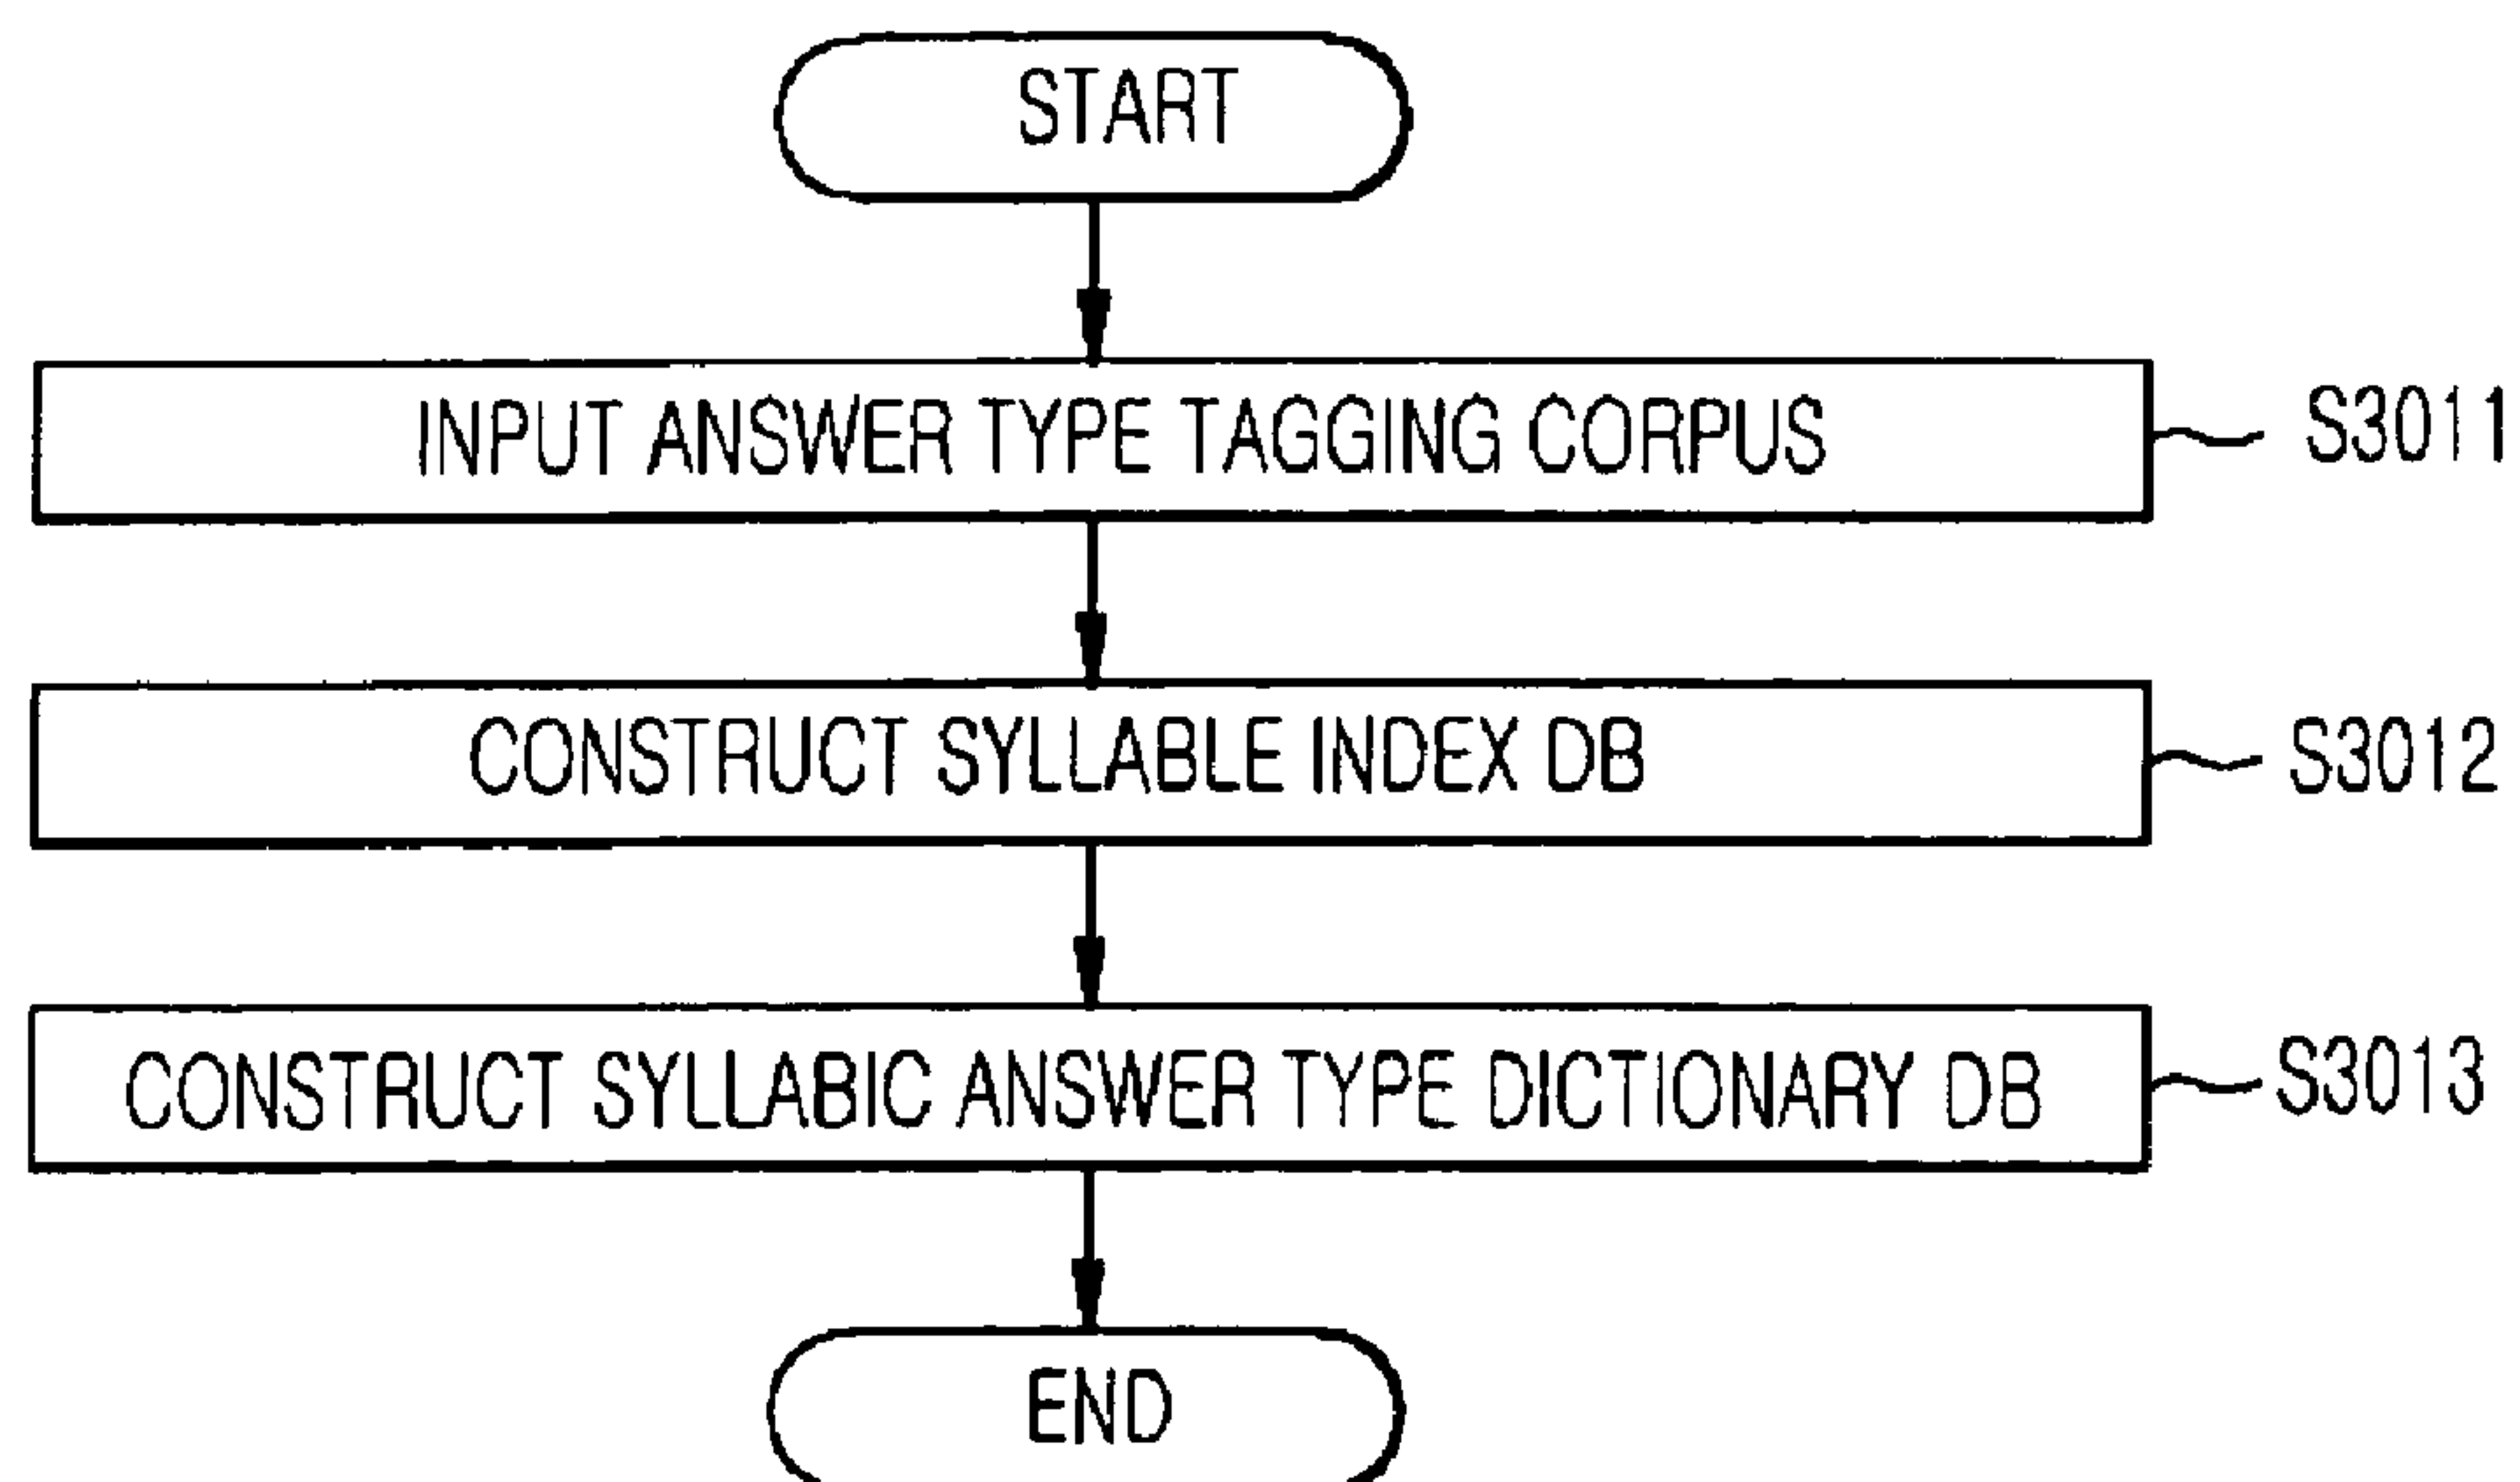 START
INPUT ANSWER TYPE TAGGING CORPUS S3011
CONSTRUCT SYLLABLE INDEX DB S3012
CONSTRUCT SYLLABIC ANSWER TYPE DICTIONARY DB S3013
END